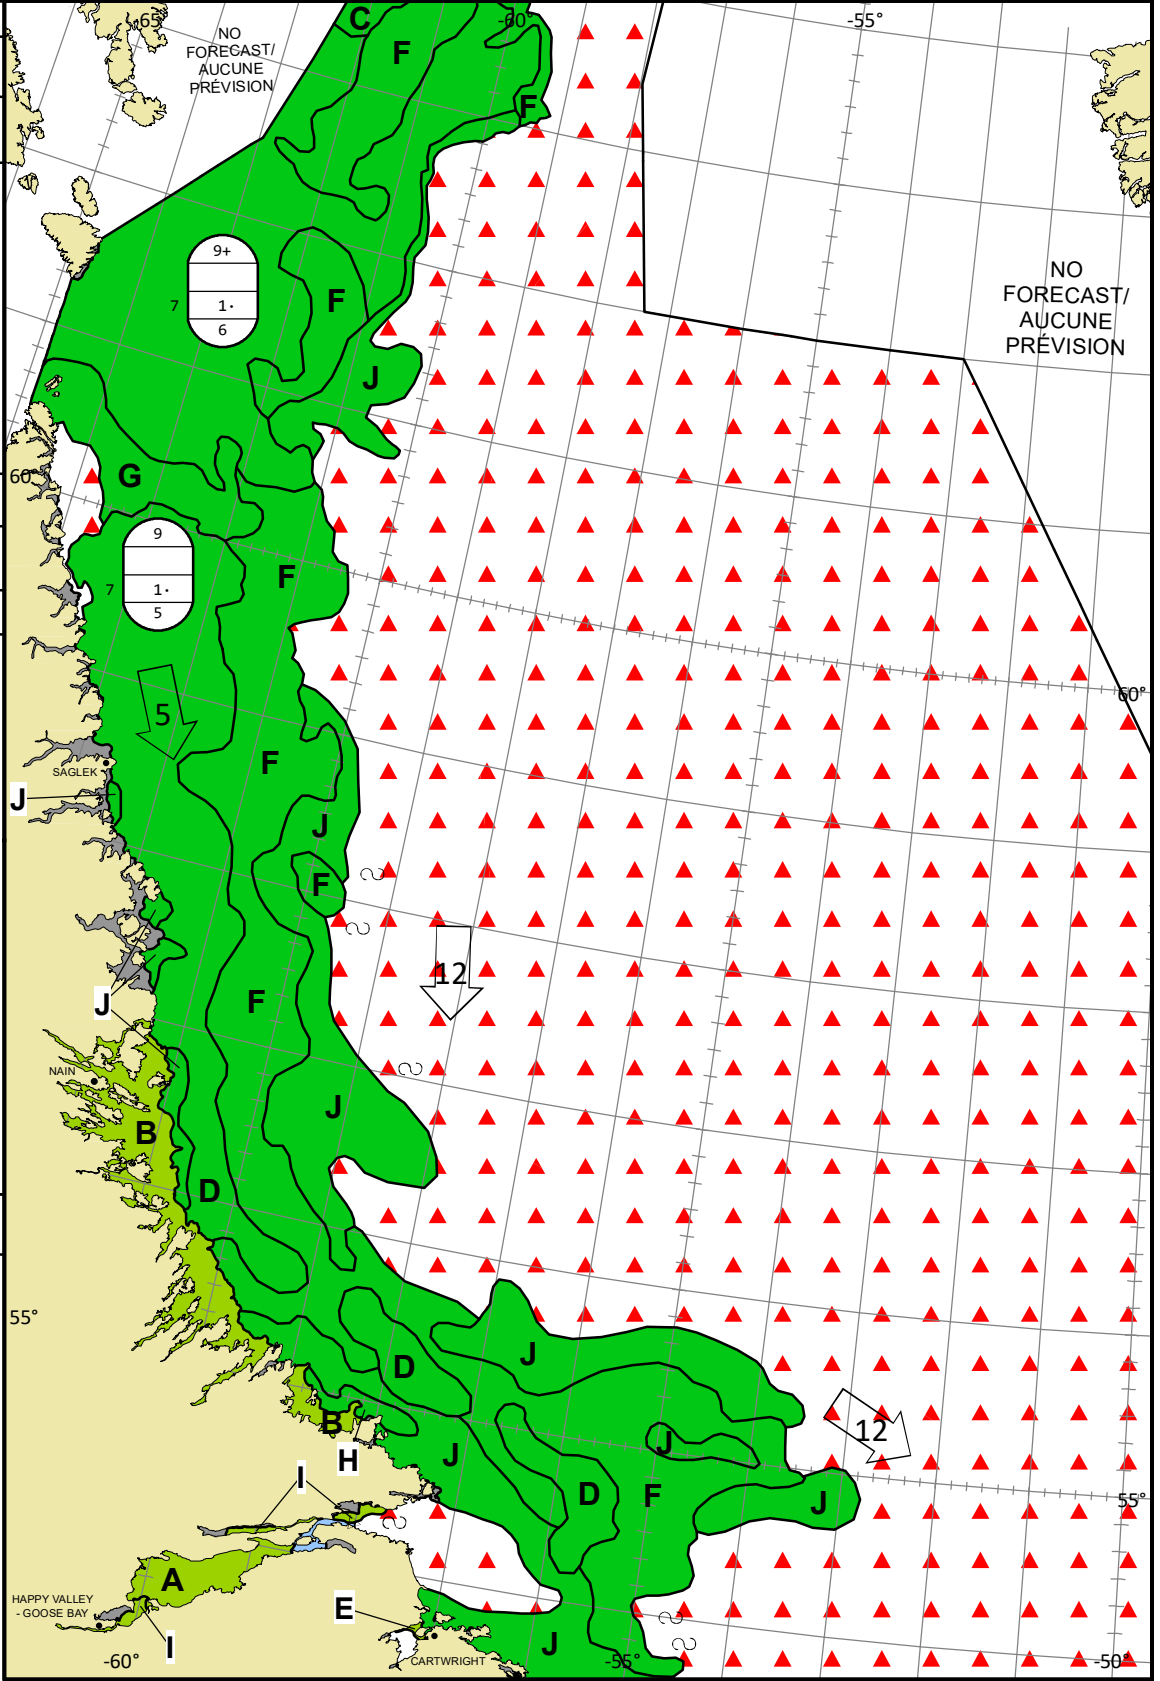 -65°
C
-60°
-55°
NO
FORECAST/
AUCUNE
PRÉVISION
F
F
9+
7
1·
6
F
NO
FORECAST/
AUCUNE
PRÉVISION
J
60°
G
9
7
1·
5
F
60°
5
F
SAGLEK
J
J
F
12
J
F
NAIN
J
B
D
55°
J
D
12
B
J
H
J
I
D
F
J
55°
A
HAPPY VALLEY
- GOOSE BAY
E
I
J
-60°
CARTWRIGHT
-55°
-50°